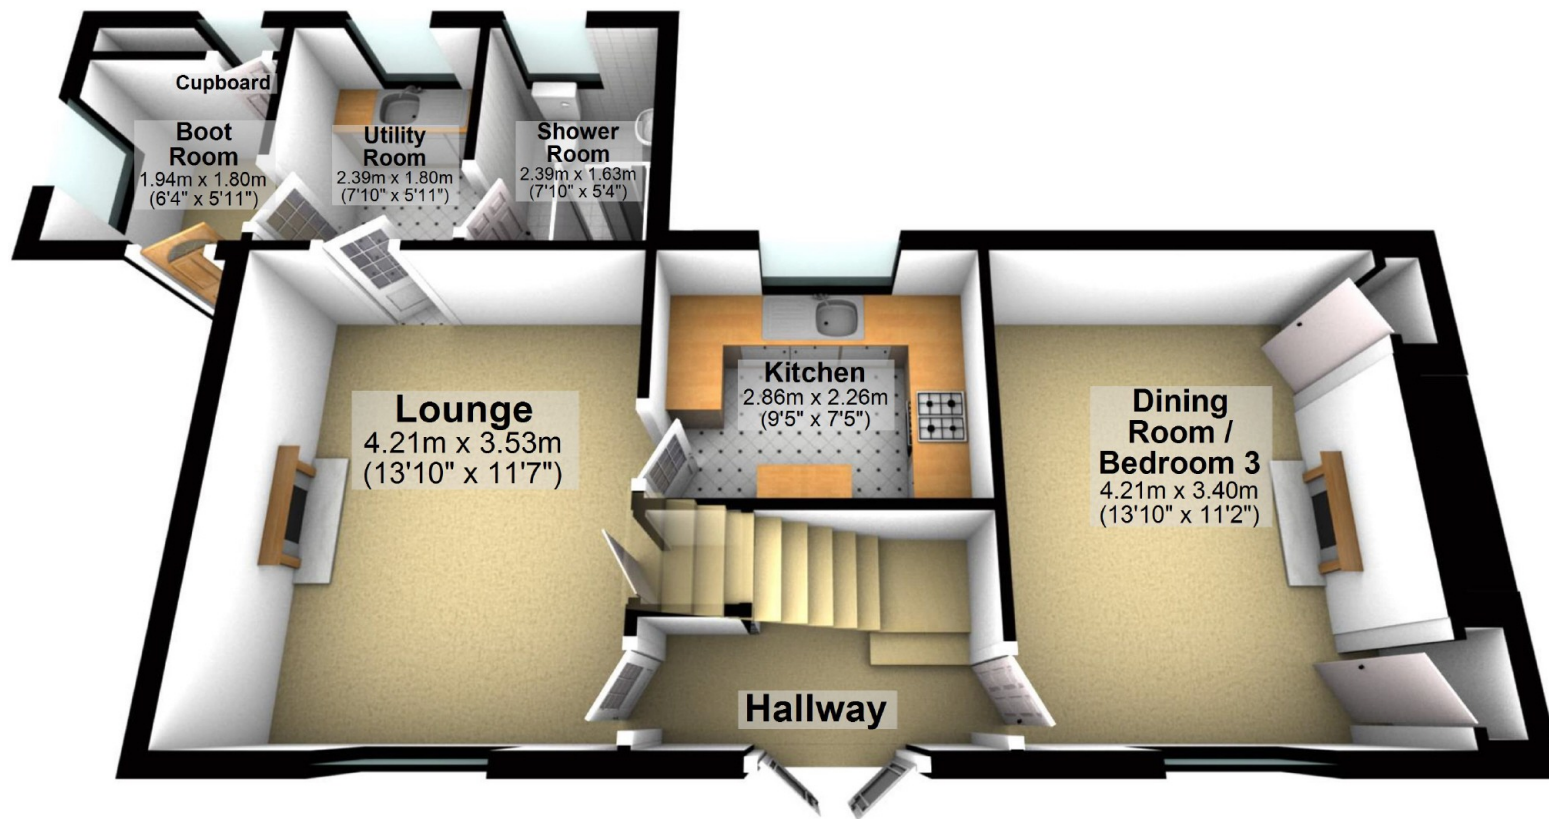 Cupboard
Boot
Room
1.94m x 1.80m
(6'4" x 5'11")
Utility
Room
2.39m x 1.80m
(7'10" x 5'11")
Shower
Room
2.39m x 1.63m
(7'10" x 5'4")
Lounge
4.21m x 3.53m
(13'10" x 11'7")
Kitchen
2.86m x 2.26m
(9'5" x 7'5")
Dining
Room /
Bedroom 3
4.21m x 3.40m
(13'10" x 11'2")
Hallway